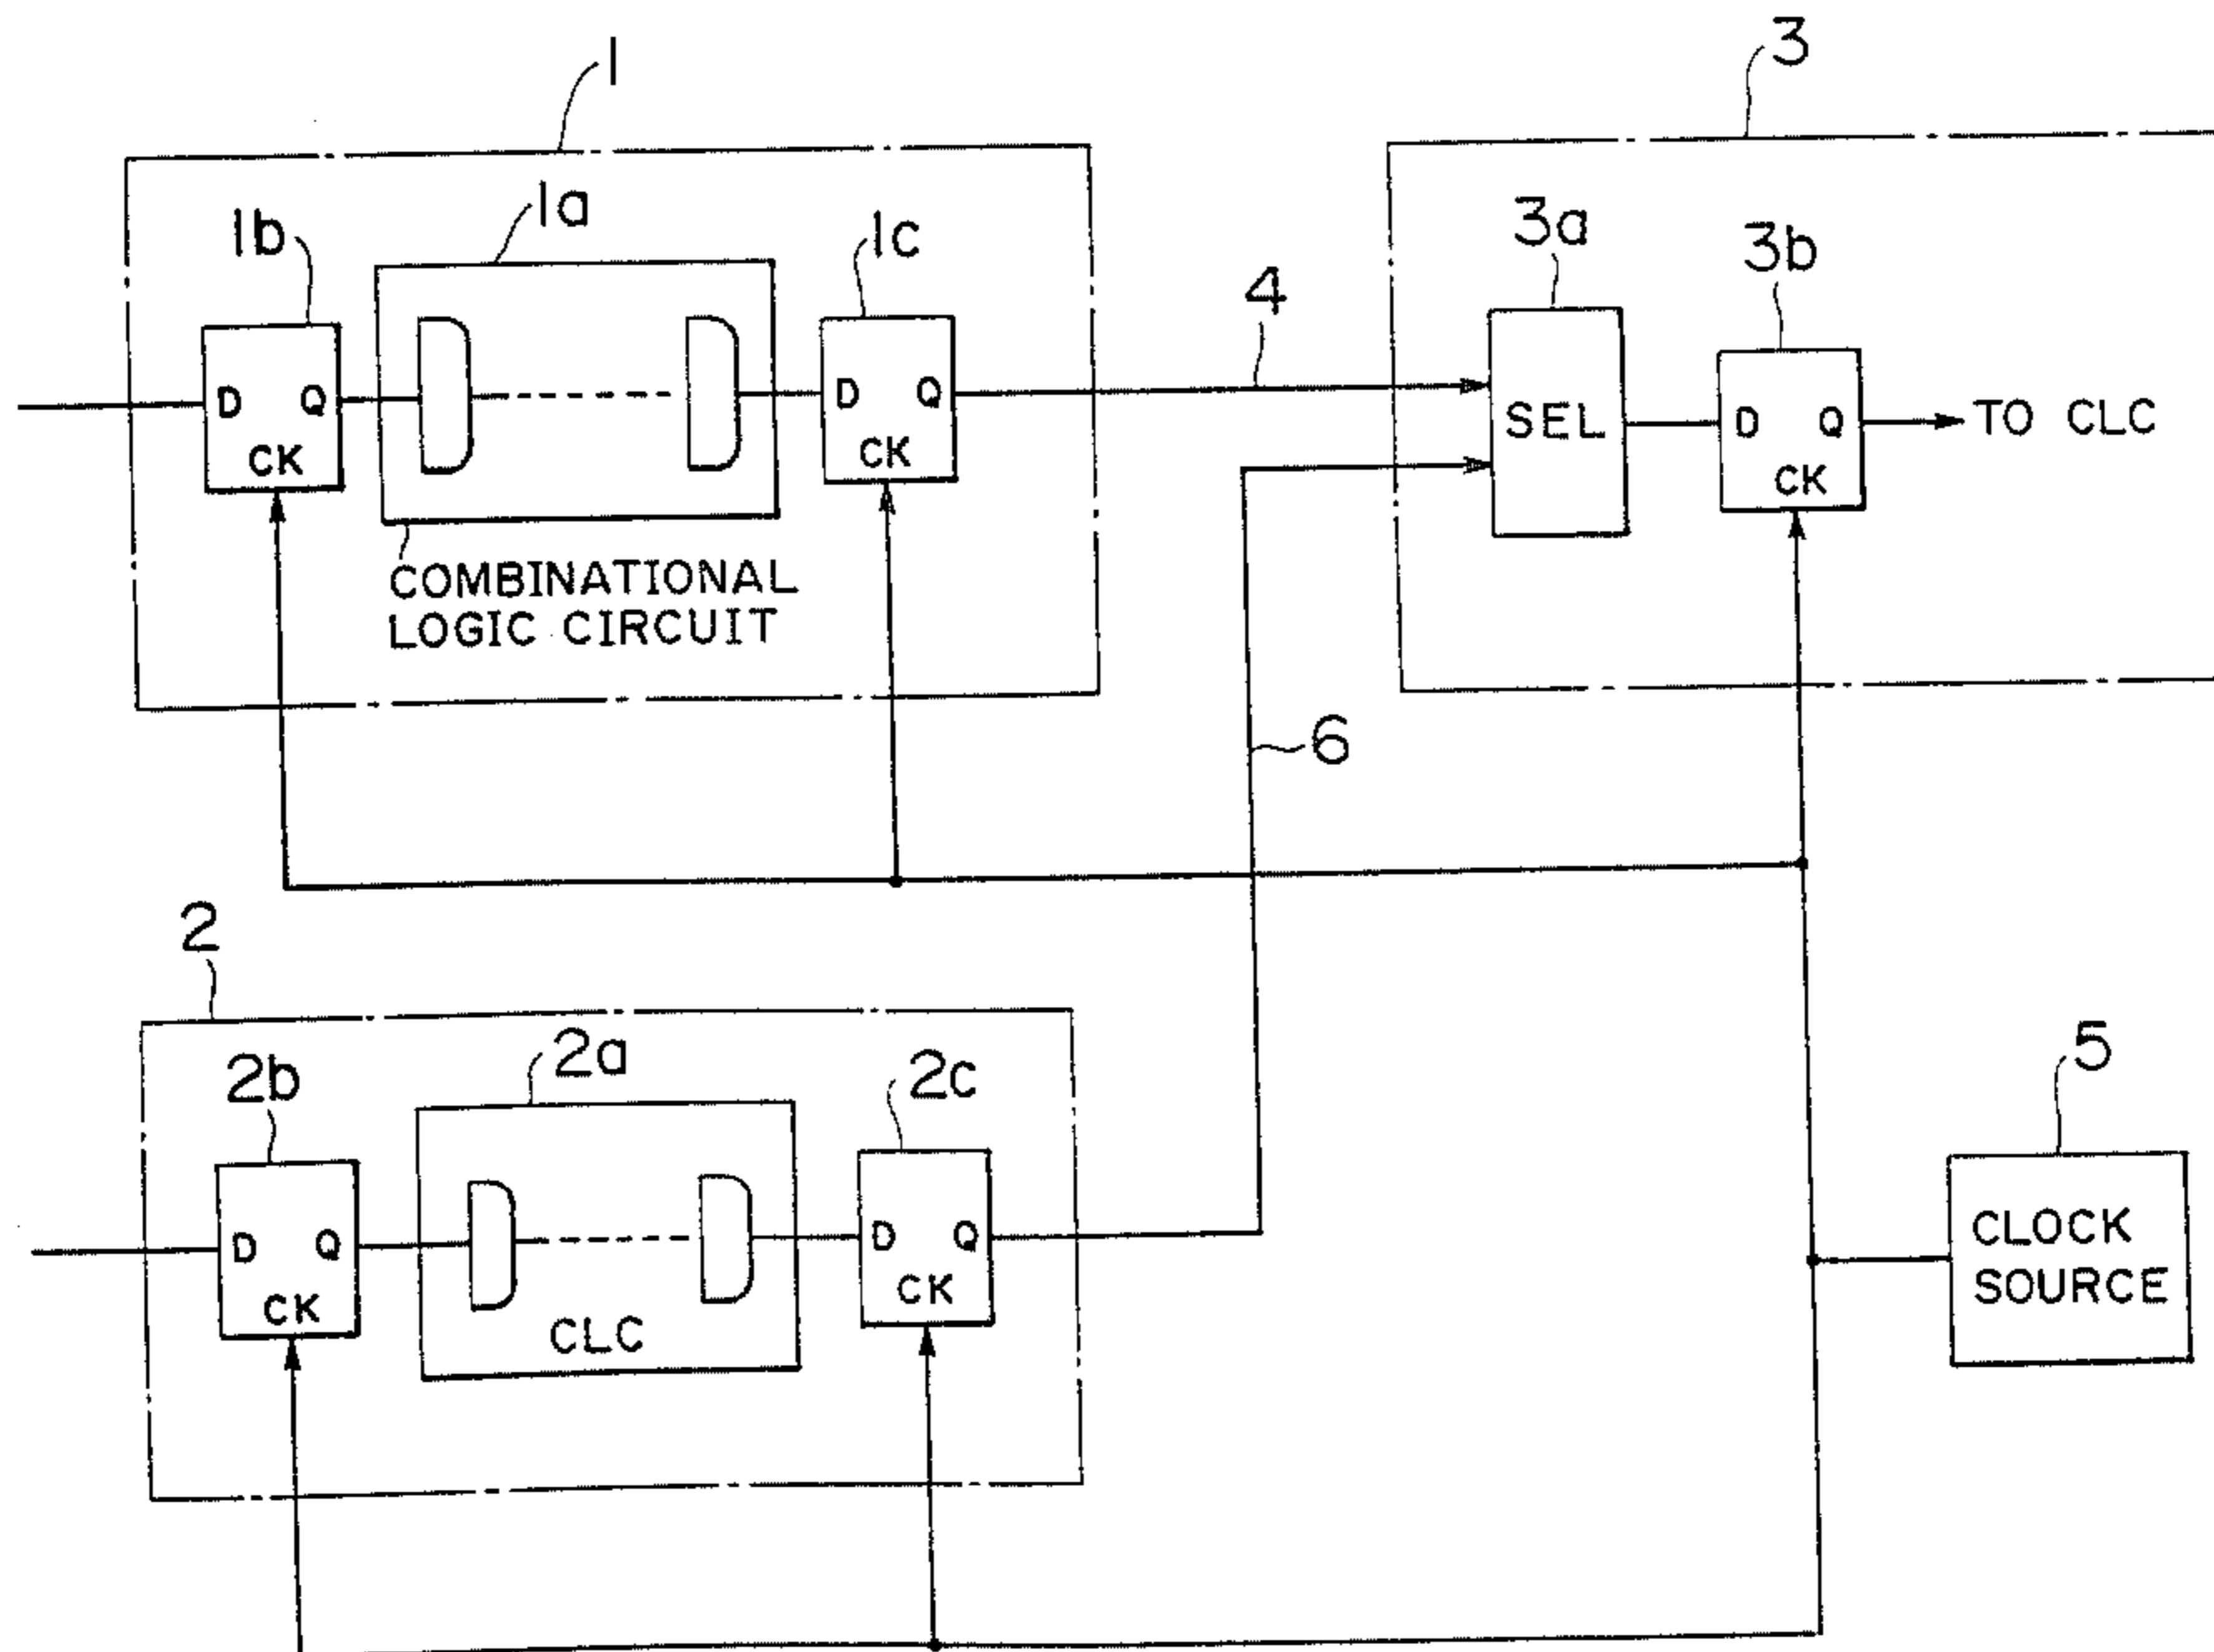 1
3
1b
1a
1c
3a
3b
4
D Q
CK
D Q
CK
SEL
D Q
CK
TO CLC
COMBINATIONAL
LOGIC CIRCUIT
6
2
2b
2a
2c
5
D Q
CK
CLC
D Q
CK
CLOCK
SOURCE